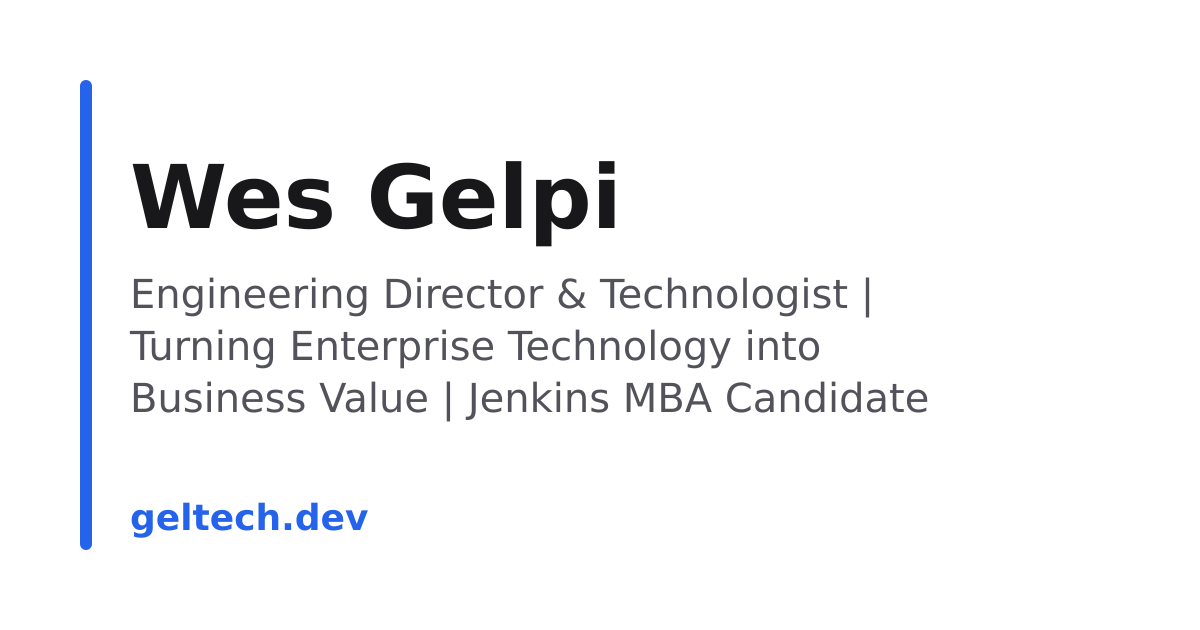 Wes Gelpi
Engineering Director & Technologist |
Turning Enterprise Technology into
Business Value | Jenkins MBA Candidate
geltech.dev